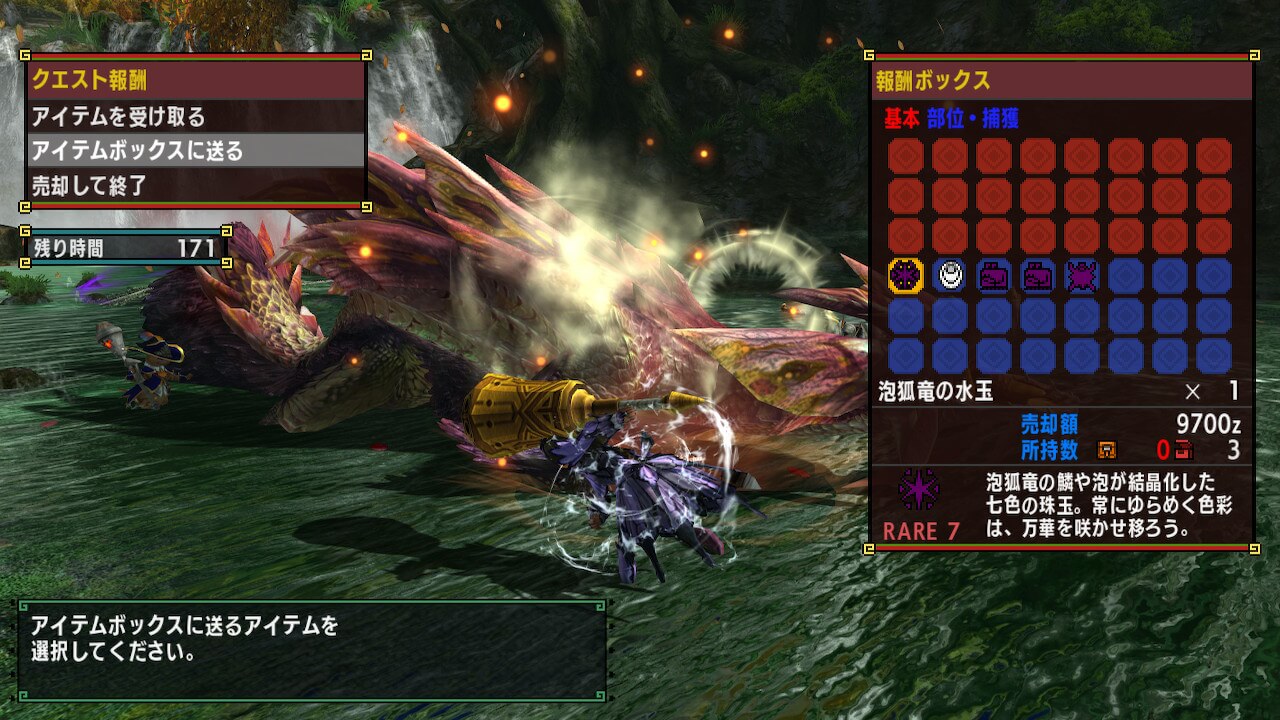 クエスト報酬
アイテムを受け取る
アイテムボックスに送る
売却して終了
残り時間 171
報酬ボックス
基本 部位・捕獲
泡狐竜の水玉 × 1
売却額 9700z
所持数 0 3
泡狐竜の鱗や泡が結晶化した
七色の珠玉。常にゆらめく色彩
は、万華を咲かせ移ろう。
RARE 7
アイテムボックスに送るアイテムを
選択してください。